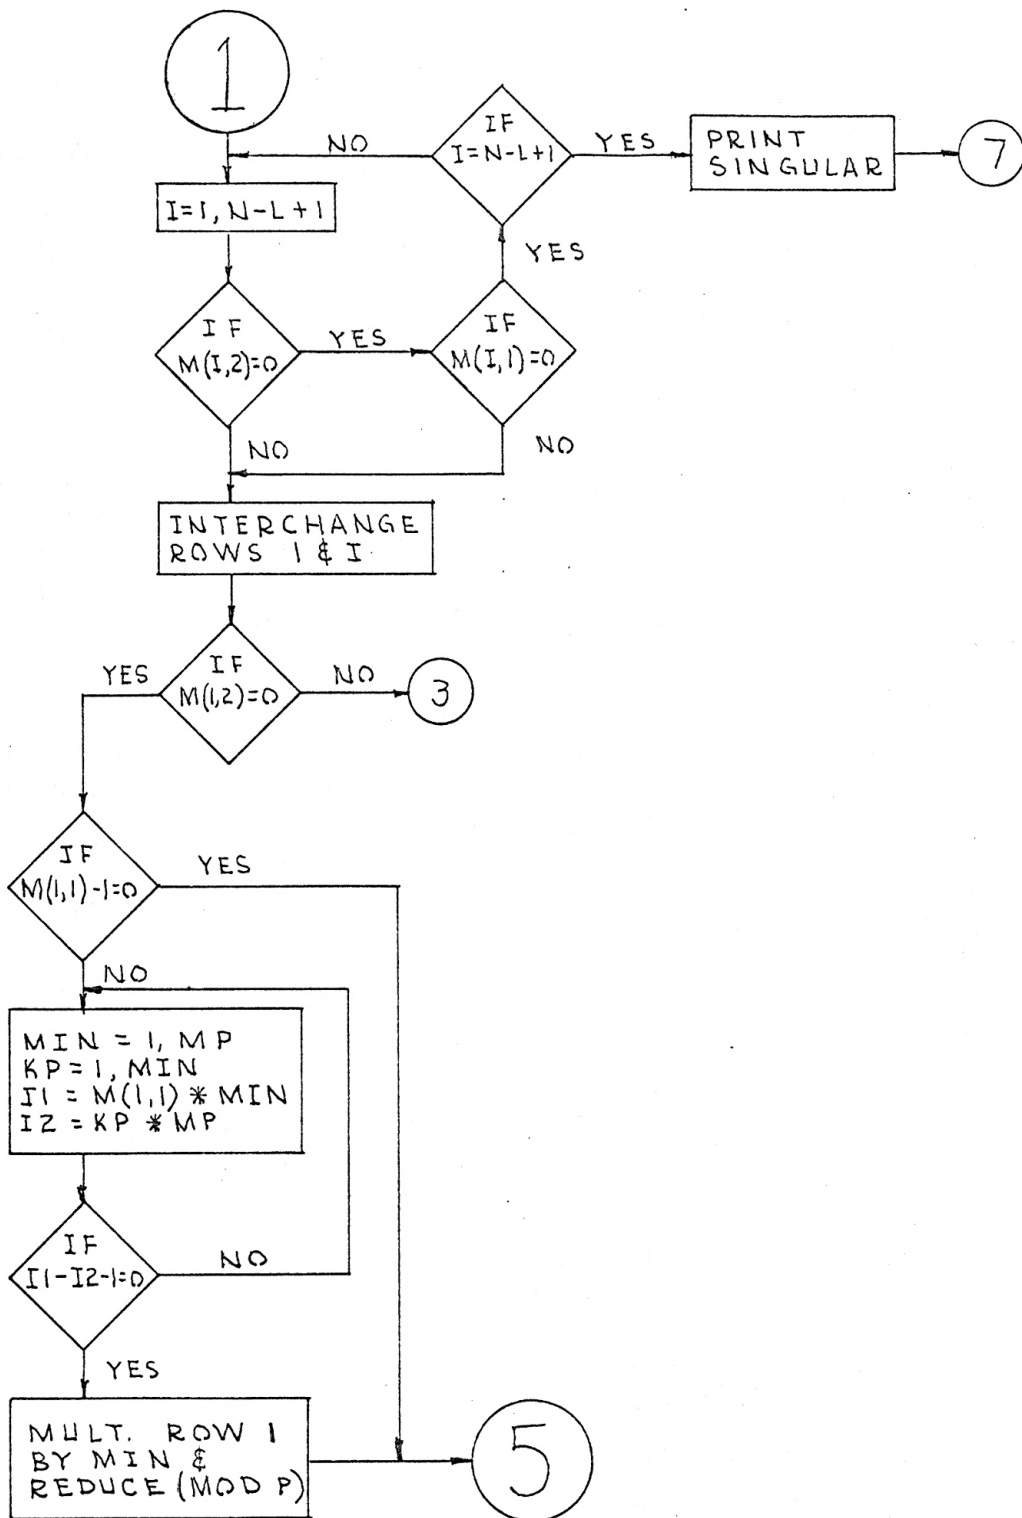 1
I=1, N-L+1
IF
M(I,2)=0
YES
IF
M(I,1)=0
YES
IF
I=N-L+1
NO
YES
PRINT
SINGULAR
7
NO
NO
INTERCHANGE
ROWS 1 & I
IF
M(1,2)=0
YES
NO
3
IF
M(1,1)-1=0
YES
NO
MIN = 1, MP
KP=1, MIN
I1 = M(1,1) * MIN
I2 = KP * MP
IF
I1-I2-1=0
NO
YES
MULT. ROW 1
BY MIN &
REDUCE (MOD P)
5